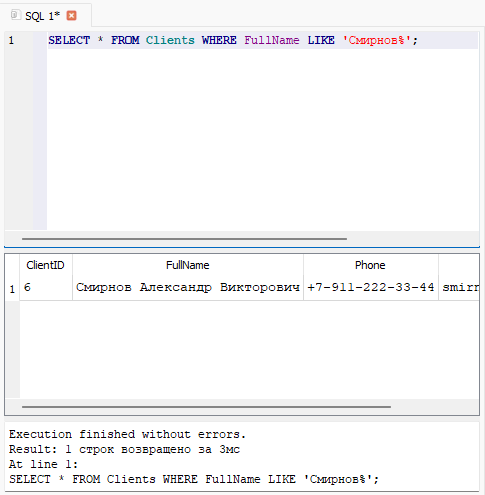 SQL 1*
1 SELECT * FROM Clients WHERE FullName LIKE 'Смирнов%';
ClientID FullName Phone
1 6 Смирнов Александр Викторович +7-911-222-33-44 smirr
Execution finished without errors.
Result: 1 строк возвращено за 3мс
At line 1:
SELECT * FROM Clients WHERE FullName LIKE 'Смирнов%';